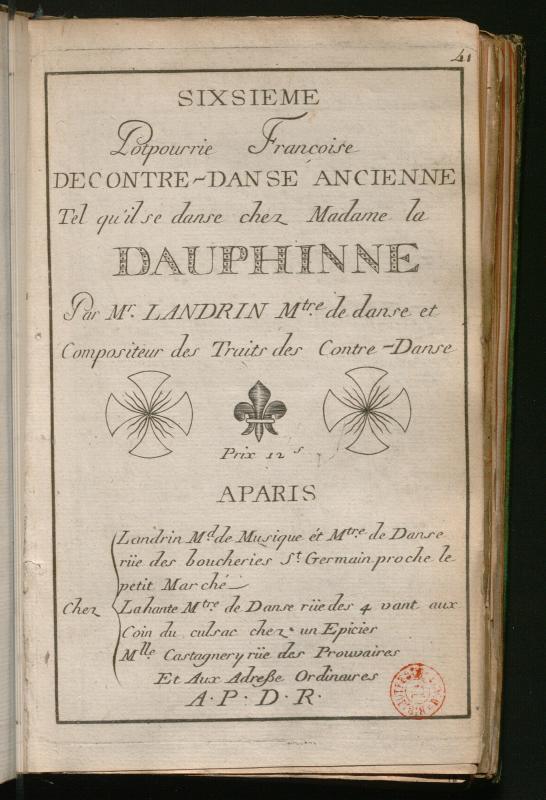 41
SIXSIEME
Potpourrie Francoise
DECONTRE-DANSE ANCIENNE
Tel qu'il se danse chez Madame la
DAUPHINNE
Par Mr. LANDRIN Mtre. de danse et
Compositeur des Traits des Contre-Danse
Prix 12 s
APARIS
Landrin Md. de Musique ét Mtre. de Danse
rüe des boucheries St. Germain proche le
petit Marché
Chez Lahante Mtre. de Danse rüe des 4 vant aux
Coin du culsac chez un Epicies
Mlle. Castagnery rüe des Prouvaires
Et Aux Adreße Ordinaires
A·P·D·R·